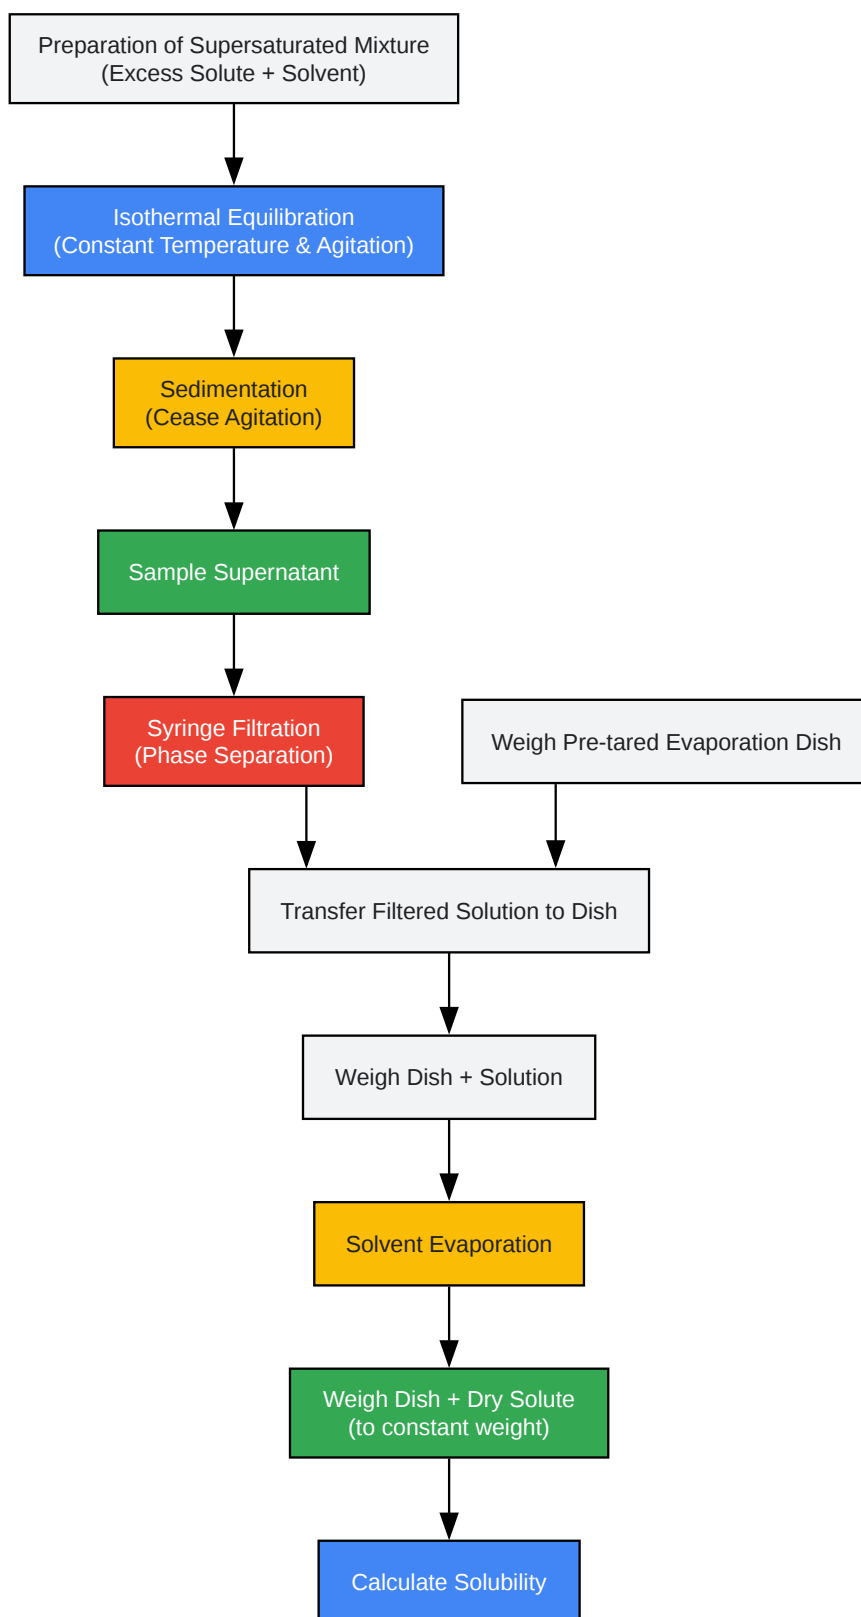 Preparation of Supersaturated Mixture
(Excess Solute + Solvent)
Isothermal Equilibration
(Constant Temperature & Agitation)
Sedimentation
(Cease Agitation)
Sample Supernatant
Syringe Filtration
(Phase Separation)
Weigh Pre-tared Evaporation Dish
Transfer Filtered Solution to Dish
Weigh Dish + Solution
Solvent Evaporation
Weigh Dish + Dry Solute
(to constant weight)
Calculate Solubility